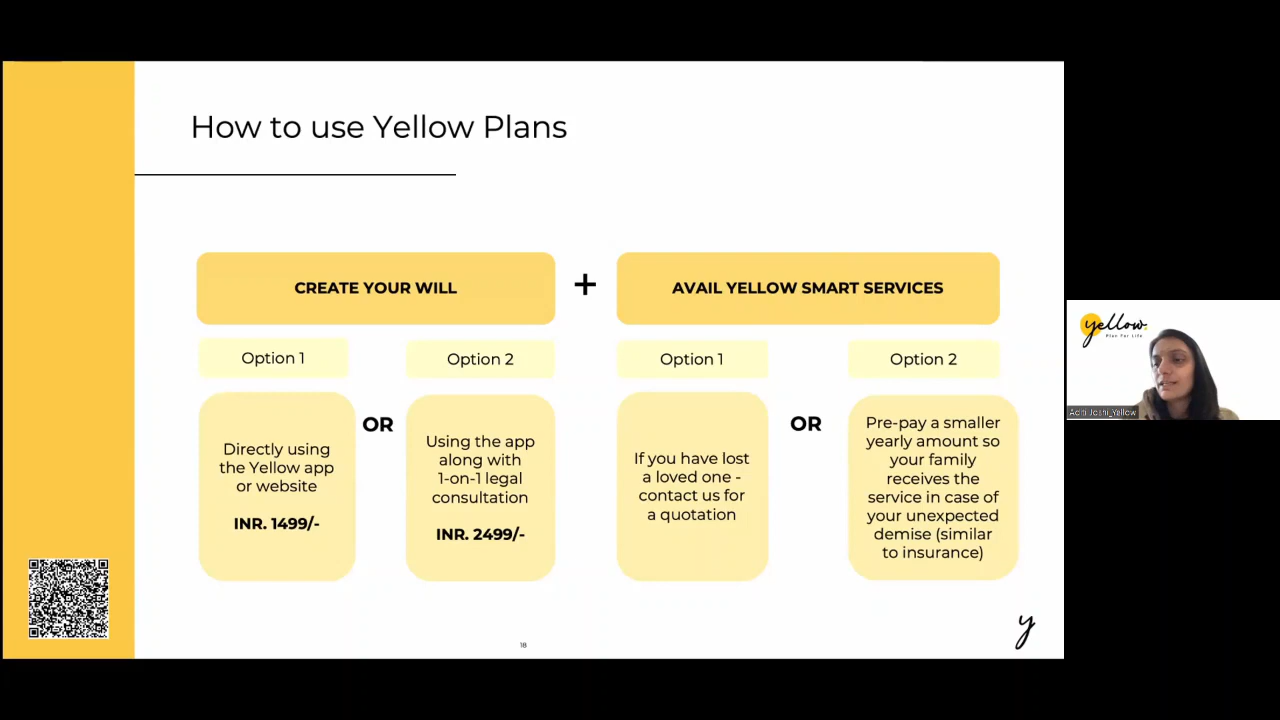 How to use Yellow Plans
CREATE YOUR WILL
+
AVAIL YELLOW SMART SERVICES
Option 1
Option 2
Option 1
Option 2
Directly using
the Yellow app
or website
INR. 1499/-
OR
Using the app
along with
1-on-1 legal
consultation
INR. 2499/-
If you have lost
a loved one -
contact us for
a quotation
OR
Pre-pay a smaller
yearly amount so
your family
receives the
service in case of
your unexpected
demise (similar
to insurance)
18
y
yellow.
Plan For Life
Aditi Joshi_Yellow